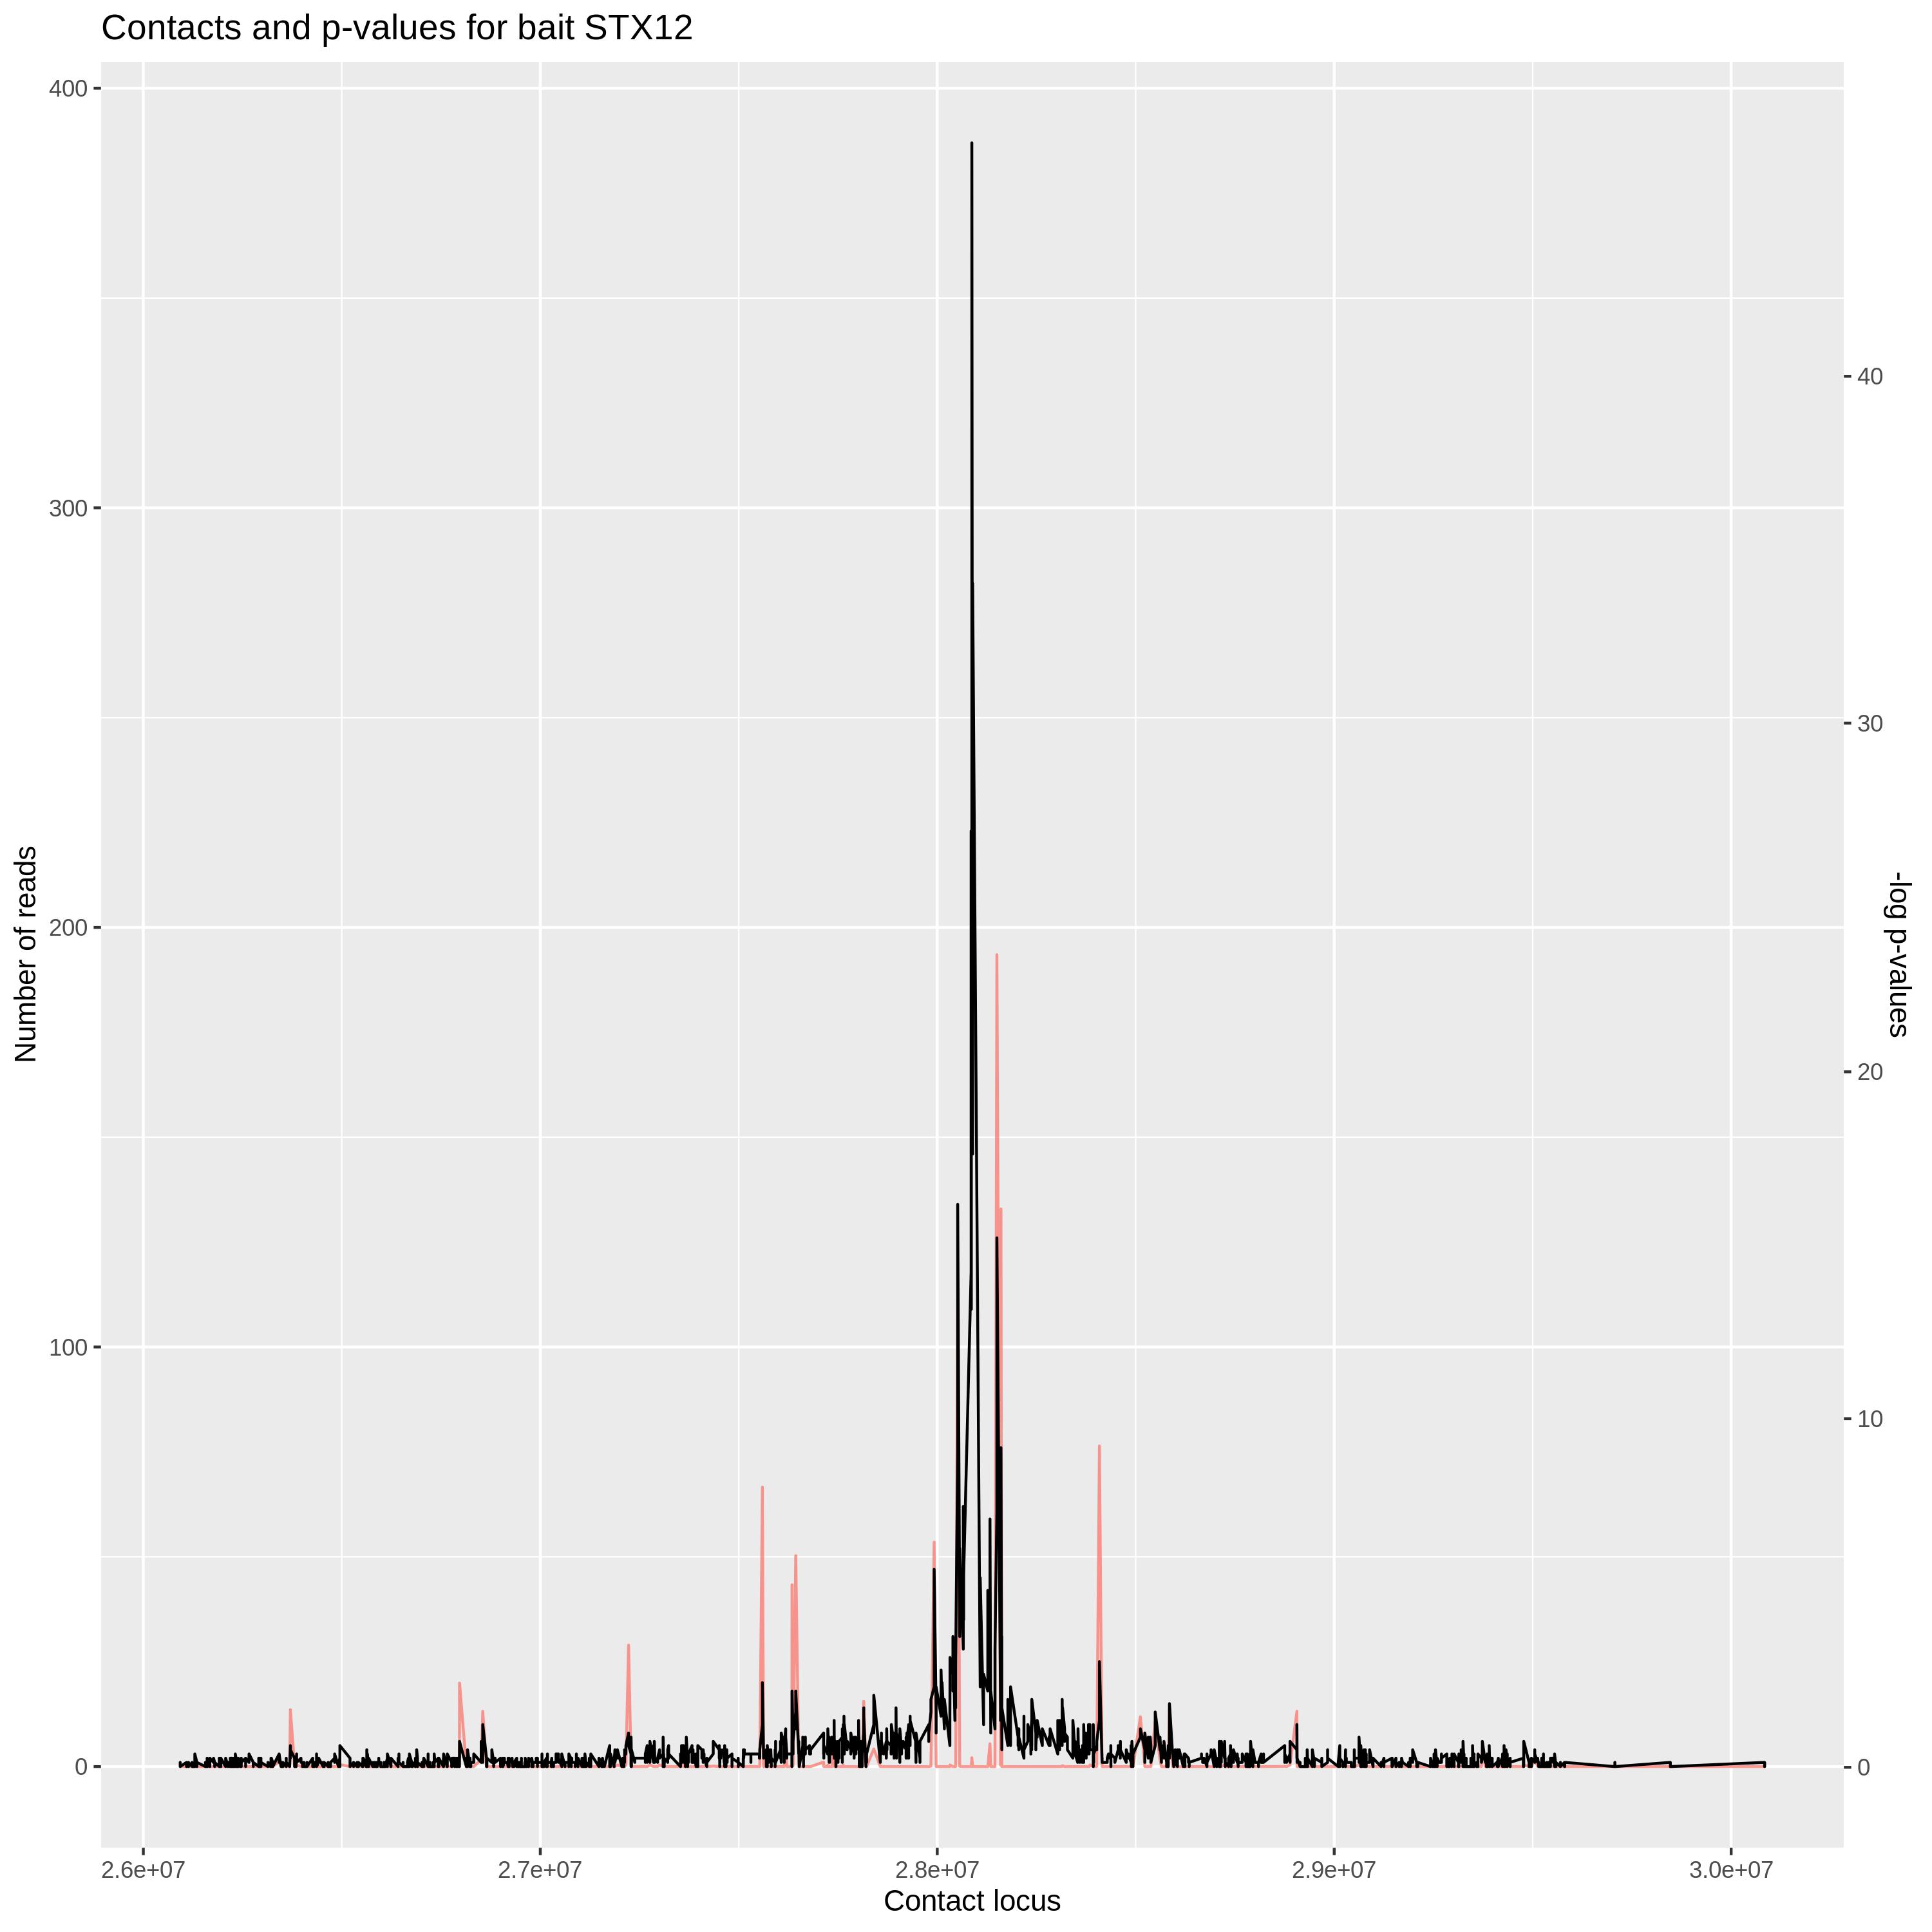 Contacts and p-values for bait STX12
400
300
200
100
0
Number of reads
40
30
20
10
0
-log p-values
2.6e+07 2.7e+07 2.8e+07 2.9e+07 3.0e+07
Contact locus